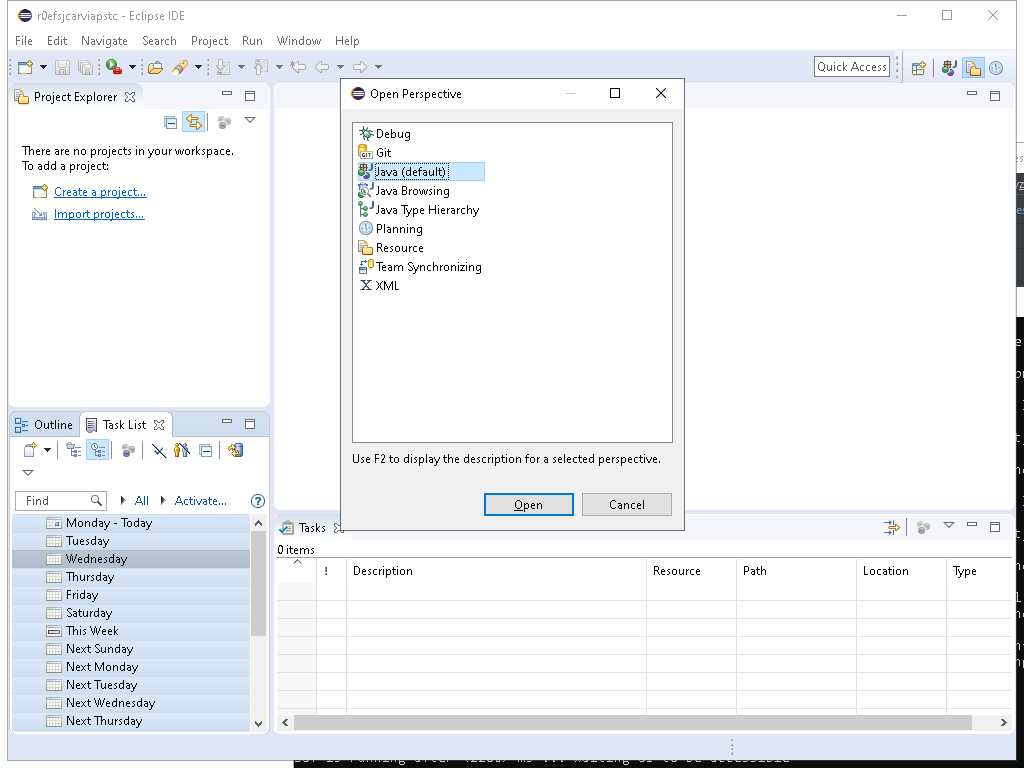 r0efsjcarviapstc - Eclipse IDE
File Edit Navigate Search Project Run Window Help
Quick Access
Project Explorer
There are no projects in your workspace.
To add a project:
Create a project...
Import projects...
Open Perspective
Debug
Git
Java (default)
Java Browsing
Java Type Hierarchy
Planning
Resource
Team Synchronizing
XML
Use F2 to display the description for a selected perspective.
Open Cancel
Outline Task List
Find All Activate...
Monday - Today
Tuesday
Wednesday
Thursday
Friday
Saturday
This Week
Next Sunday
Next Monday
Next Tuesday
Next Wednesday
Next Thursday
Tasks
0 items
! Description Resource Path Location Type